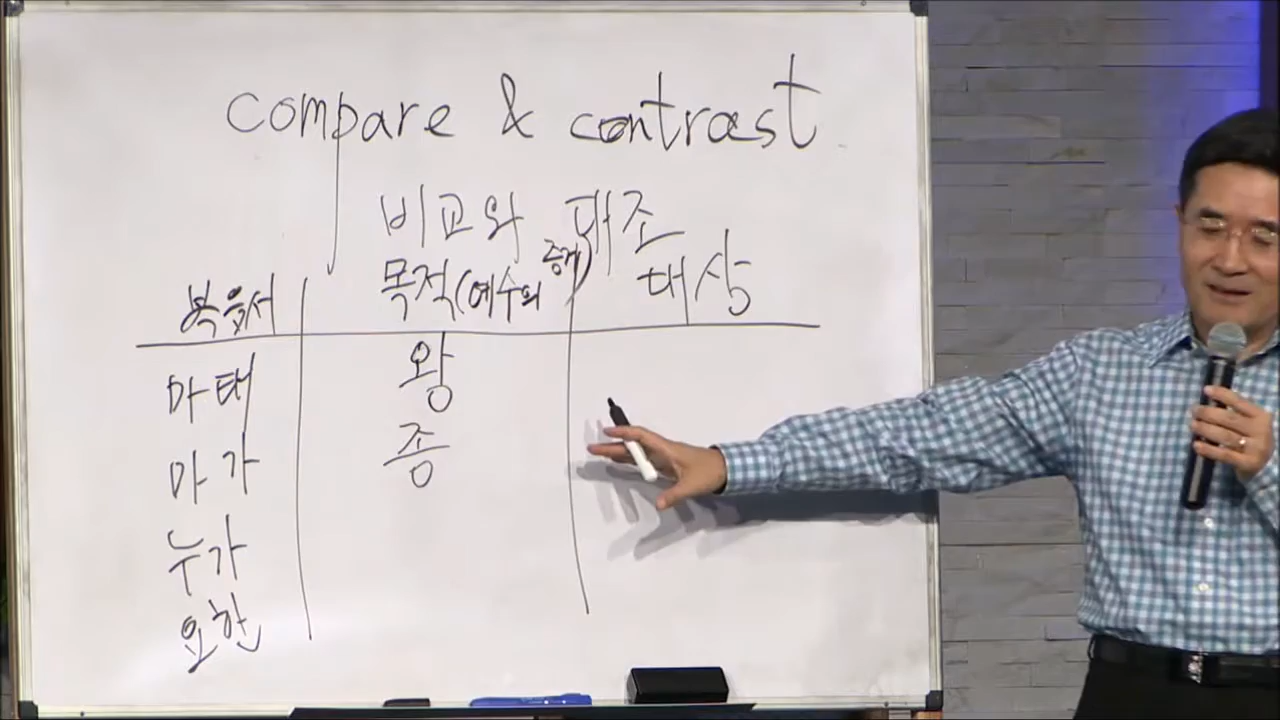 compare & contrast
비교와 대조
복음서 목적(예수의 증거) 대상
마태 왕
마가 종
누가
요한